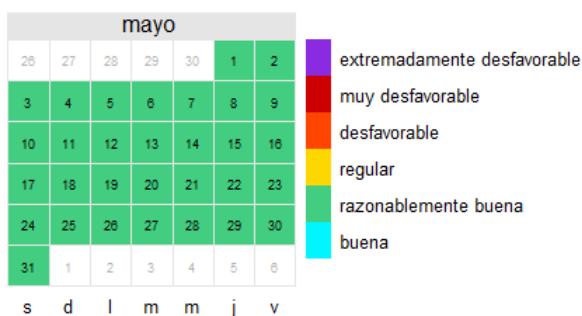 mayo
26 27 28 29 30 1 2
3 4 5 6 7 8 9
10 11 12 13 14 15 16
17 18 19 20 21 22 23
24 25 26 27 28 29 30
31 1 2 3 4 5 6
s d l m m j v
extremadamente desfavorable
muy desfavorable
desfavorable
regular
razonablemente buena
buena